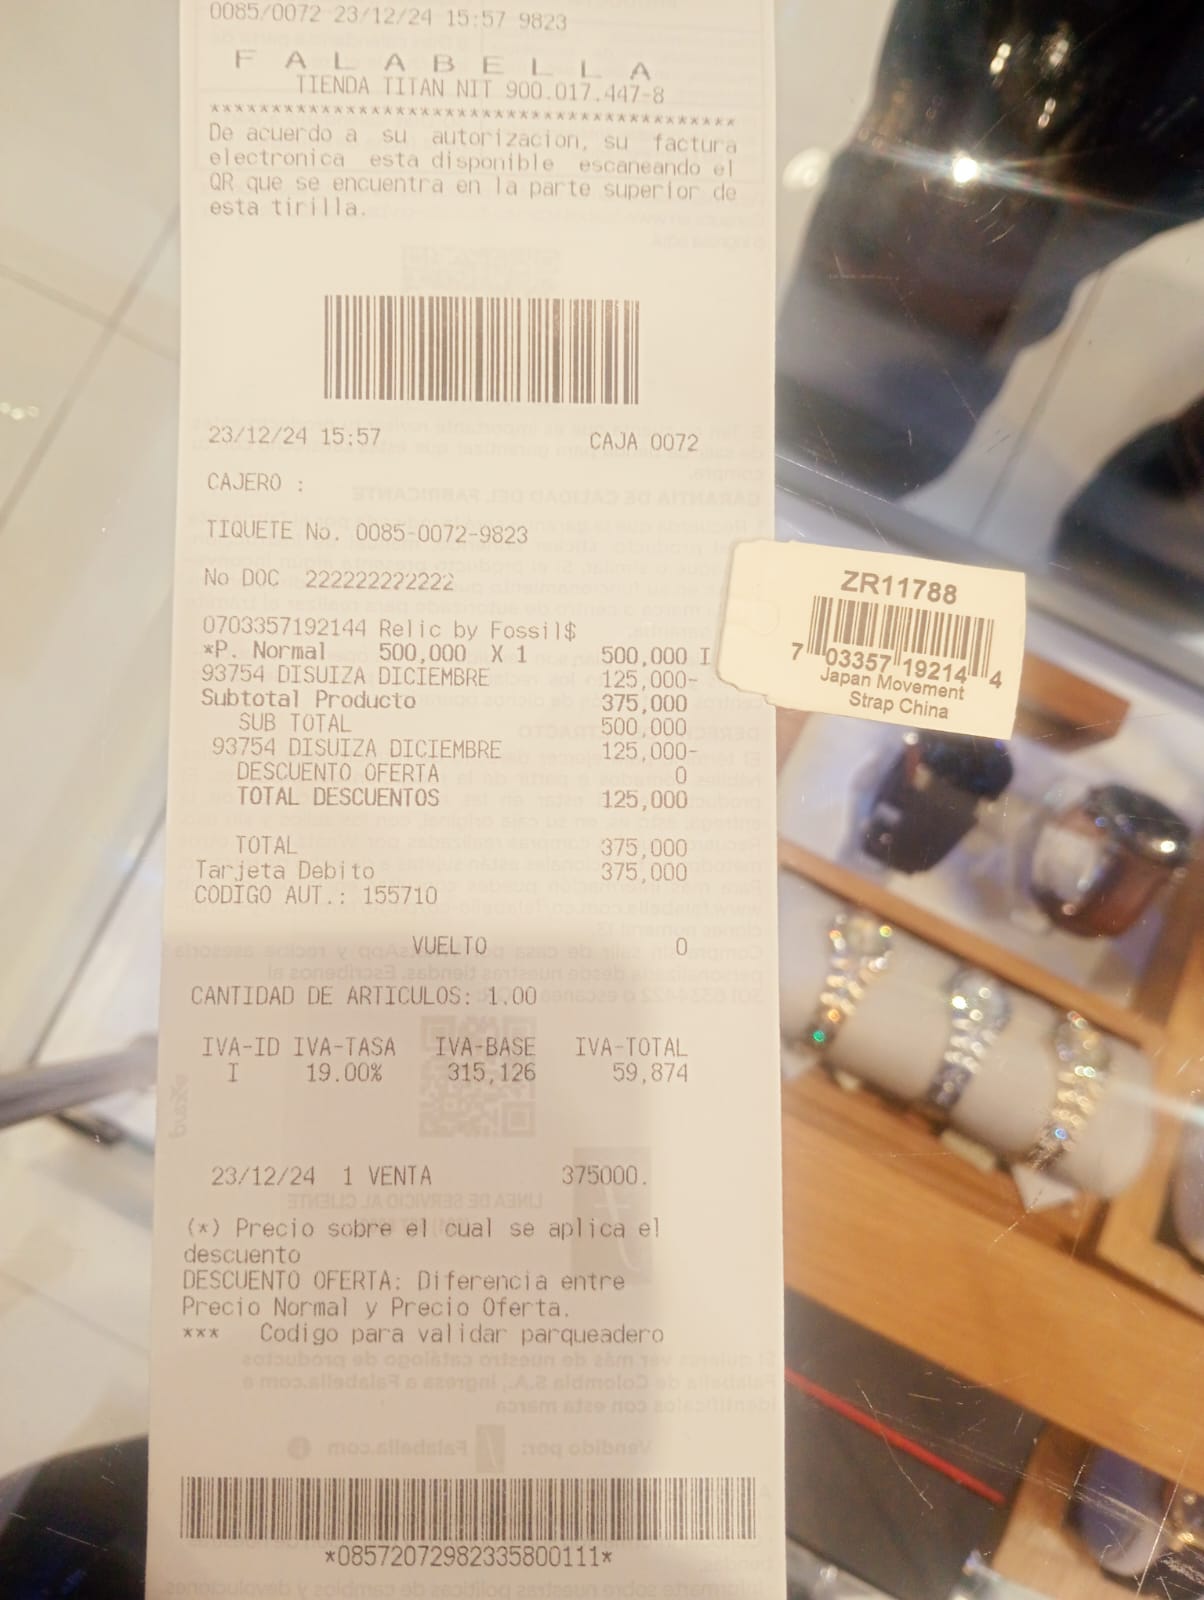 0085/0072 23/12/24 15:57 9823
FALABELLA
TIENDA TITAN NIT 900.017.447-8
********************************************
De acuerdo a su autorizacion, su factura
electronica esta disponible escaneando el
QR que se encuentra en la parte superior de
esta tirilla.
23/12/24 15:57 CAJA 0072
CAJERO :
TIQUETE No. 0085-0072-9823
No DOC 222222222222
0703357192144 Relic by Fossil$
*P. Normal 500,000 X 1 500,000 I
93754 DISUIZA DICIEMBRE 125,000-
Subtotal Producto 375,000
SUB TOTAL 500,000
93754 DISUIZA DICIEMBRE 125,000-
DESCUENTO OFERTA 0
TOTAL DESCUENTOS 125,000
TOTAL 375,000
Tarjeta Debito 375,000
CODIGO AUT.: 155710
VUELTO 0
CANTIDAD DE ARTICULOS: 1.00
IVA-ID IVA-TASA IVA-BASE IVA-TOTAL
I 19.00% 315,126 59,874
23/12/24 1 VENTA 375000.
(*) Precio sobre el cual se aplica el
descuento
DESCUENTO OFERTA: Diferencia entre
Precio Normal y Precio Oferta.
*** Codigo para validar parqueadero
*08572072982335800111*
ZR11788
7 03357 19214 4
Japan Movement
Strap China